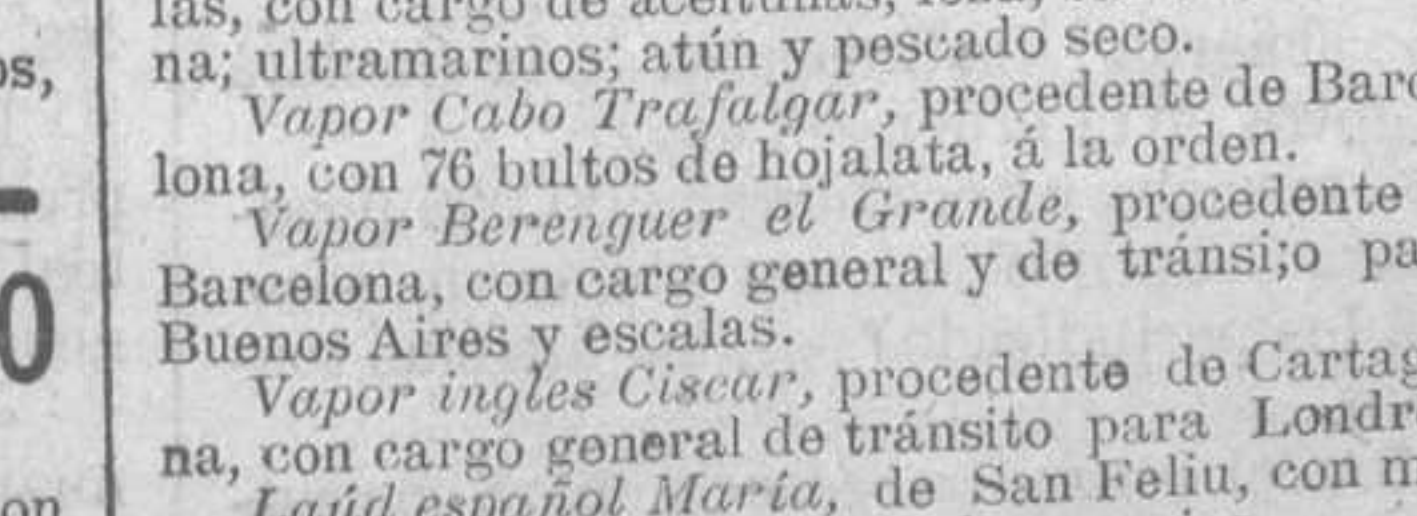 las, con cargo de aceitunas,
na; ultramarinos; atún y pescado seco.
Vapor Cabo Trafalgar, procedente de Barc
lona, con 76 bultos de hojalata, á la orden.
Vapor Berenguer el Grande, procedente
Barcelona, con cargo general y de tránsi;o pa
Buenos Aires y escalas.
Vapor ingles Ciscar, procedente de Cartag
na, con cargo general de tránsito para Londr
Laúd español María, de San Feliu, con m
os,
0
on